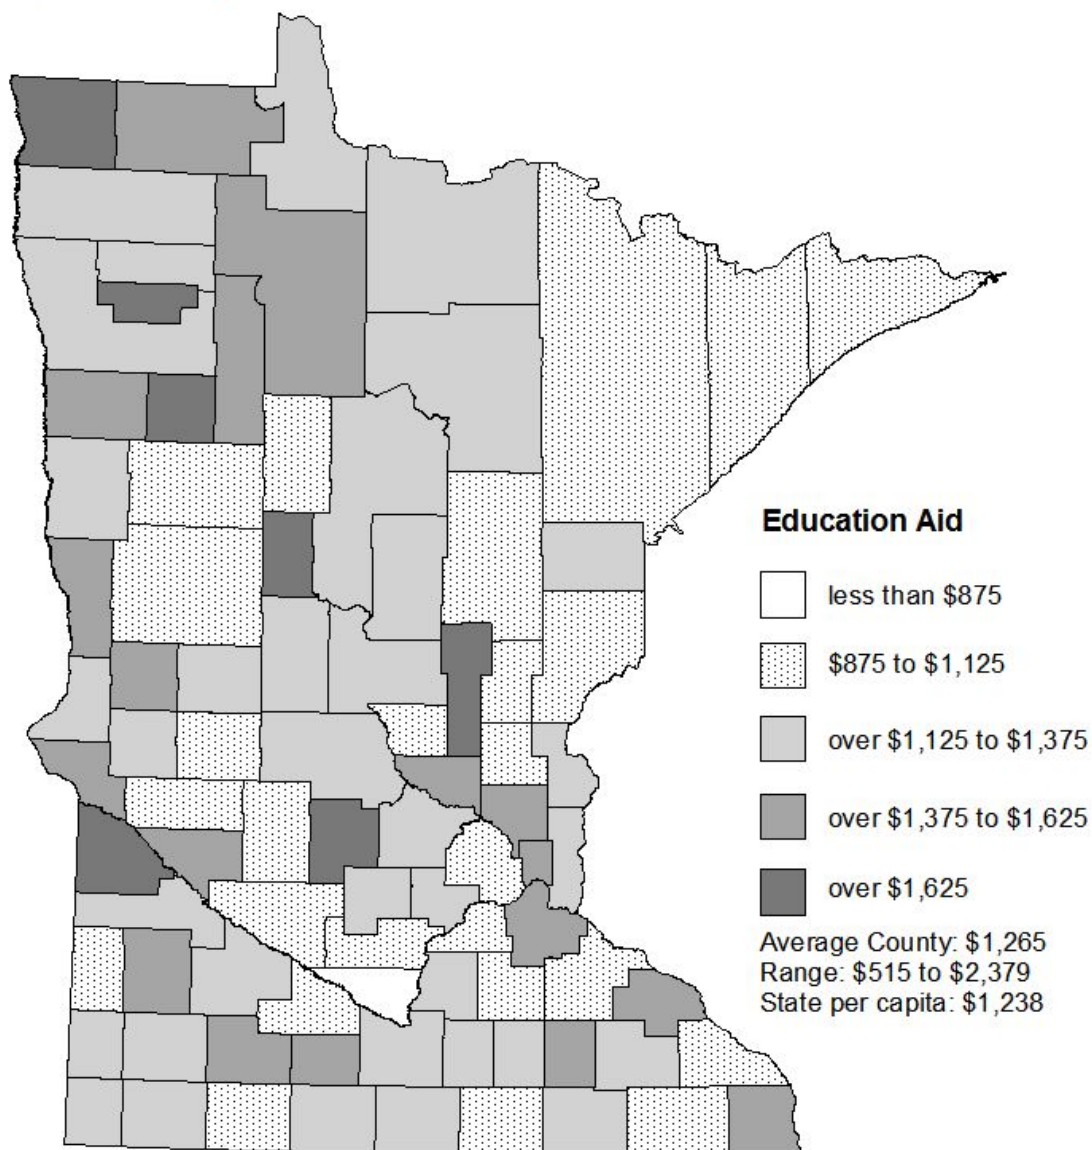 Education Aid
less than $875
$875 to $1,125
over $1,125 to $1,375
over $1,375 to $1,625
over $1,625
Average County: $1,265
Range: $515 to $2,379
State per capita: $1,238